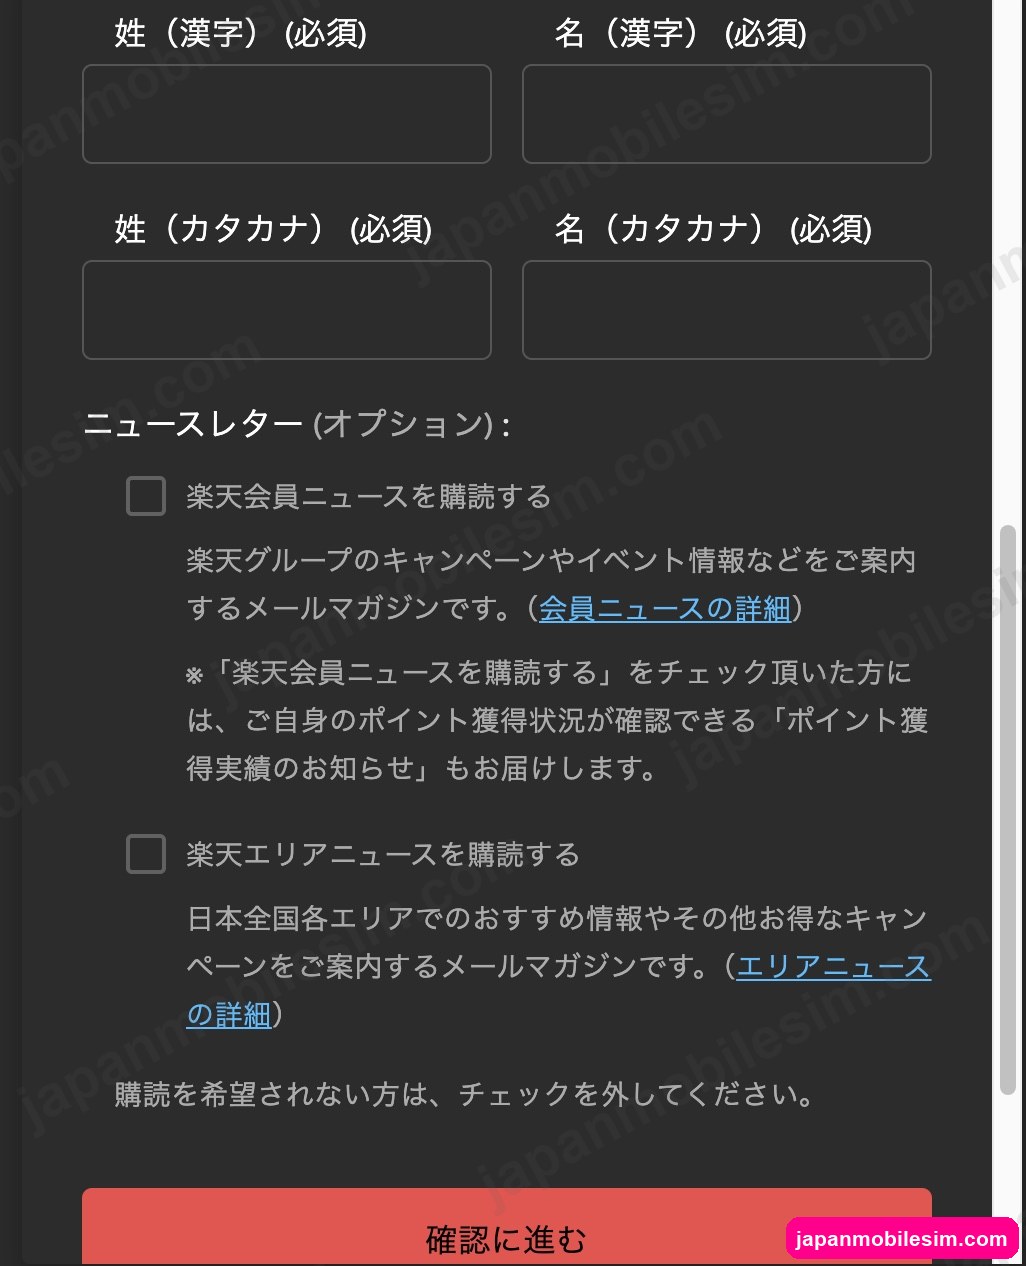 姓（漢字） (必須)
名（漢字） (必須)
姓（カタカナ） (必須)
名（カタカナ） (必須)
ニュースレター (オプション) :
楽天会員ニュースを購読する
楽天グループのキャンペーンやイベント情報などをご案内
するメールマガジンです。（会員ニュースの詳細）
※「楽天会員ニュースを購読する」をチェック頂いた方に
は、ご自身のポイント獲得状況が確認できる「ポイント獲
得実績のお知らせ」もお届けします。
楽天エリアニュースを購読する
日本全国各エリアでのおすすめ情報やその他お得なキャン
ペーンをご案内するメールマガジンです。（エリアニュース
の詳細）
購読を希望されない方は、チェックを外してください。
確認に進む
japanmobilesim.com